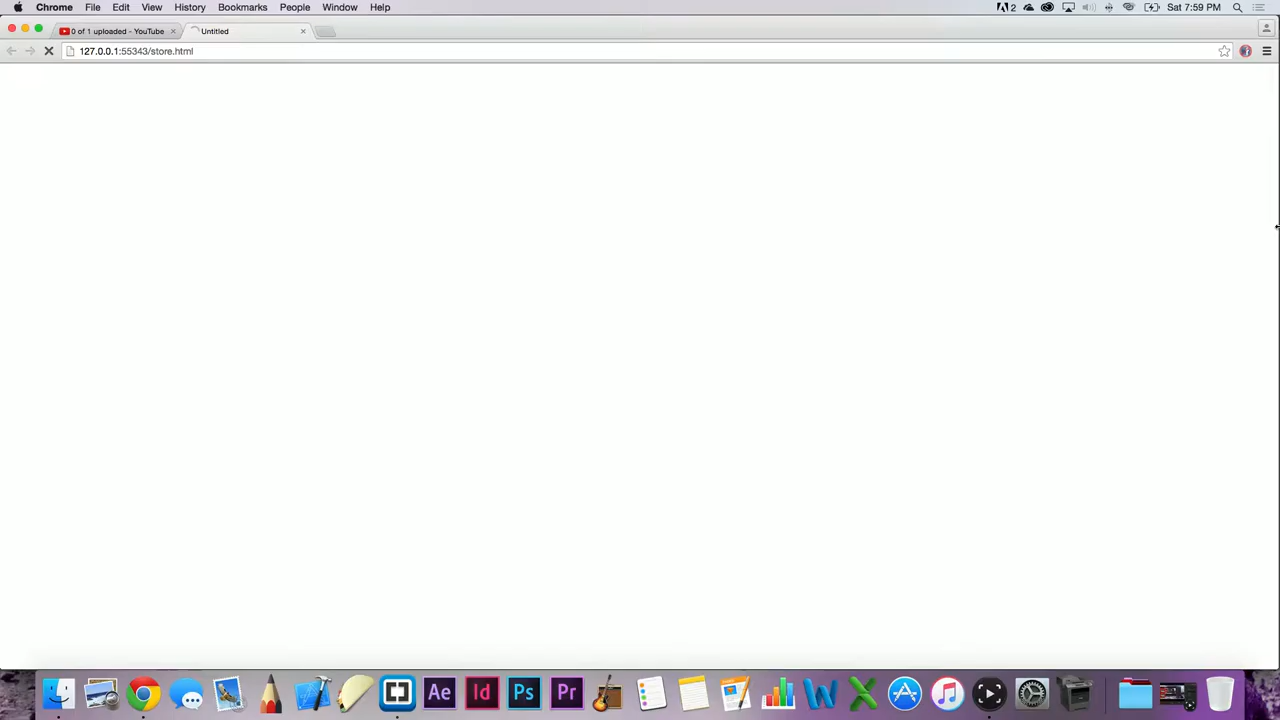 Chrome File Edit View History Bookmarks People Window Help 2 Sat 7:59 PM
0 of 1 uploaded - YouTube Untitled
127.0.0.1:55343/store.html
Ae Id Ps Pr